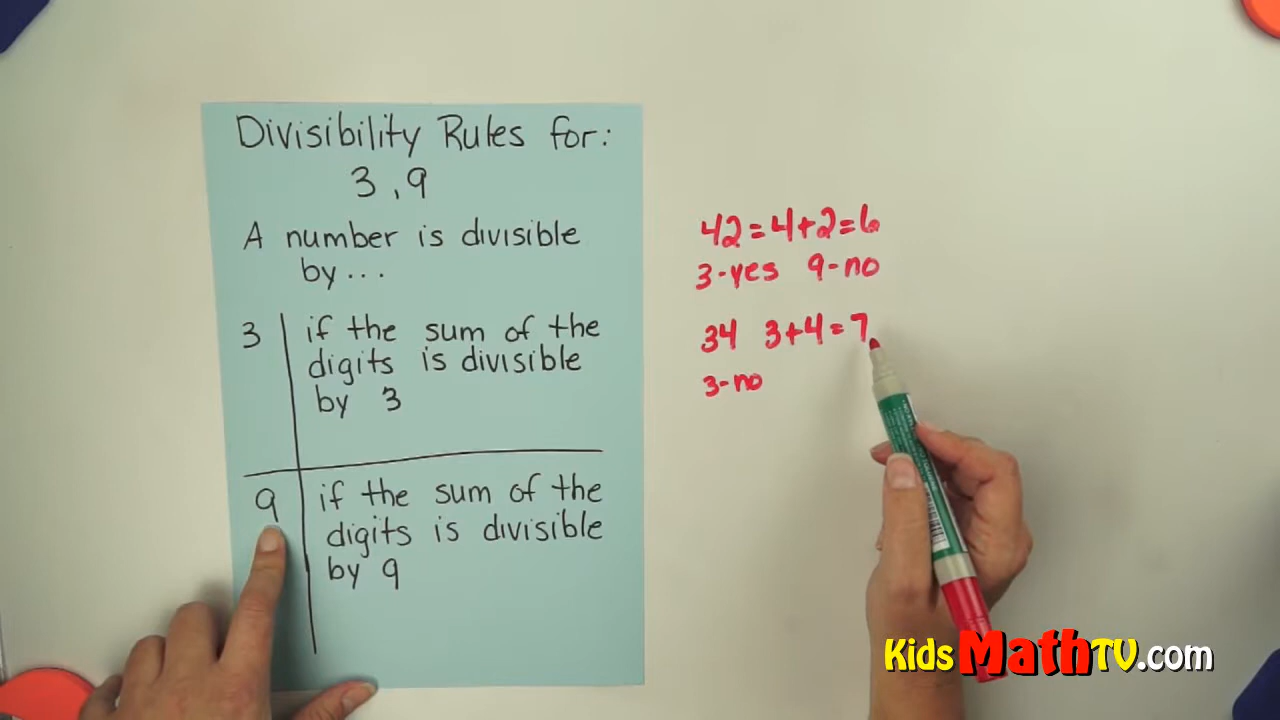 Divisibility Rules for:
3, 9
A number is divisible
by...
3 if the sum of the
digits is divisible
by 3
9 if the sum of the
digits is divisible
by 9
42=4+2=6
3-yes 9-no
34 3+4=7
3-no
KidsMathTV.com